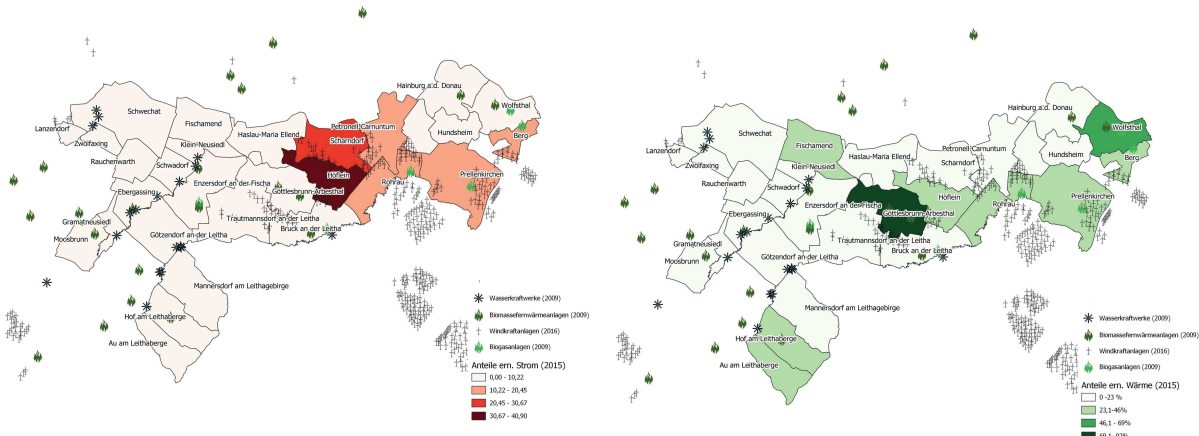 Hainburg a.d. Donau
Wolfsthal
Schwechat
Berg
Fischamend
Petronell-Carnuntum
Hundsheim
Lanzendorf
Haslau-Maria Ellend
Scharndorf
Zwölfaxing
Klein-Neusiedl
Rauchenwarth
Schwadorf
Höflein
Prellenkirchen
Rohrau
Enzersdorf an der Fischa
Göttlesbrunn-Arbesthal
Ebergassing
Gramatneusiedl
Trautmannsdorf an der Leitha
Bruck an der Leitha
Moosbrunn
Götzendorf an der Leitha
Mannersdorf am Leithagebirge
Hof am Leithaberge
Au am Leithaberge
Wasserkraftwerke (2009)
Biomassefernwärmeanlagen (2009)
Windkraftanlagen (2016)
Biogasanlagen (2009)
Anteile ern. Strom (2015)
0,00 - 10,22
10,22 - 20,45
20,45 - 30,67
30,67 - 40,90
Hainburg a.d. Donau
Wolfsthal
Schwechat
Fischamend
Petronell-Carnuntum
Hundsheim
Berg
Lanzendorf
Haslau-Maria Ellend
Scharndorf
Zwölfaxing
Klein-Neusiedl
Rauchenwarth
Schwadorf
Höflein
Prellenkirchen
Rohrau
Enzersdorf an der Fischa
Göttlesbrunn-Arbesthal
Ebergassing
Gramatneusiedl
Trautmannsdorf an der Leitha
Bruck an der Leitha
Moosbrunn
Götzendorf an der Leitha
Mannersdorf am Leithagebirge
Hof am Leithaberge
Au am Leithaberge
Wasserkraftwerke (2009)
Biomassefernwärmeanlagen (2009)
Windkraftanlagen (2016)
Biogasanlagen (2009)
Anteile ern. Wärme (2015)
0 -23 %
23,1-46%
46,1 - 69%
69,1 - 92%